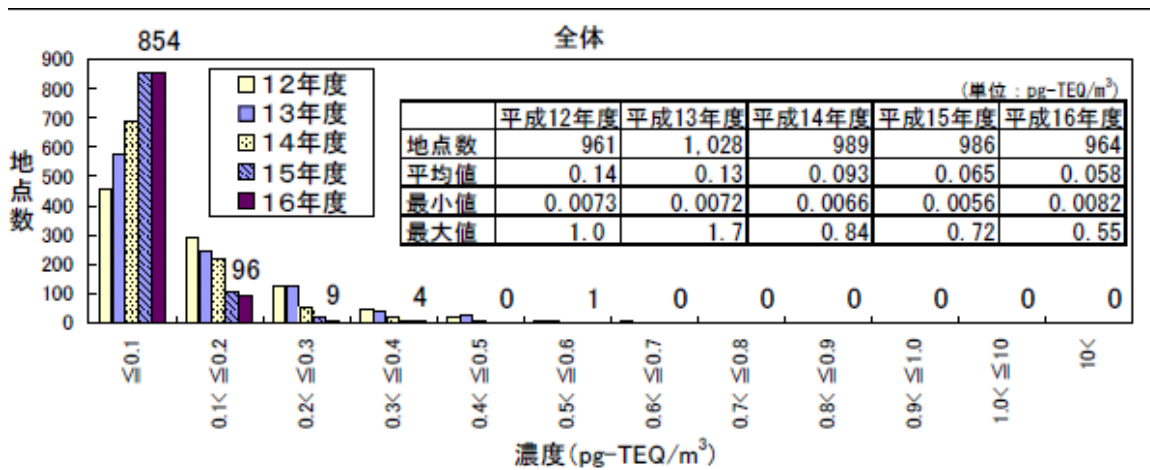 全体
854
900
800
700
600
500
400
300
200
100
0
地点数
12年度
13年度
14年度
15年度
16年度
(単位：pg-TEQ/m³)
平成12年度 平成13年度 平成14年度 平成15年度 平成16年度
地点数 961 1,028 989 986 964
平均値 0.14 0.13 0.093 0.065 0.058
最小値 0.0073 0.0072 0.0066 0.0056 0.0082
最大値 1.0 1.7 0.84 0.72 0.55
96 9 4 0 1 0 0 0 0 0 0
≦0.1
0.1< ≦0.2
0.2< ≦0.3
0.3< ≦0.4
0.4< ≦0.5
0.5< ≦0.6
0.6< ≦0.7
0.7< ≦0.8
0.8< ≦0.9
0.9< ≦1.0
1.0< ≦10
10<
濃度(pg-TEQ/m³)